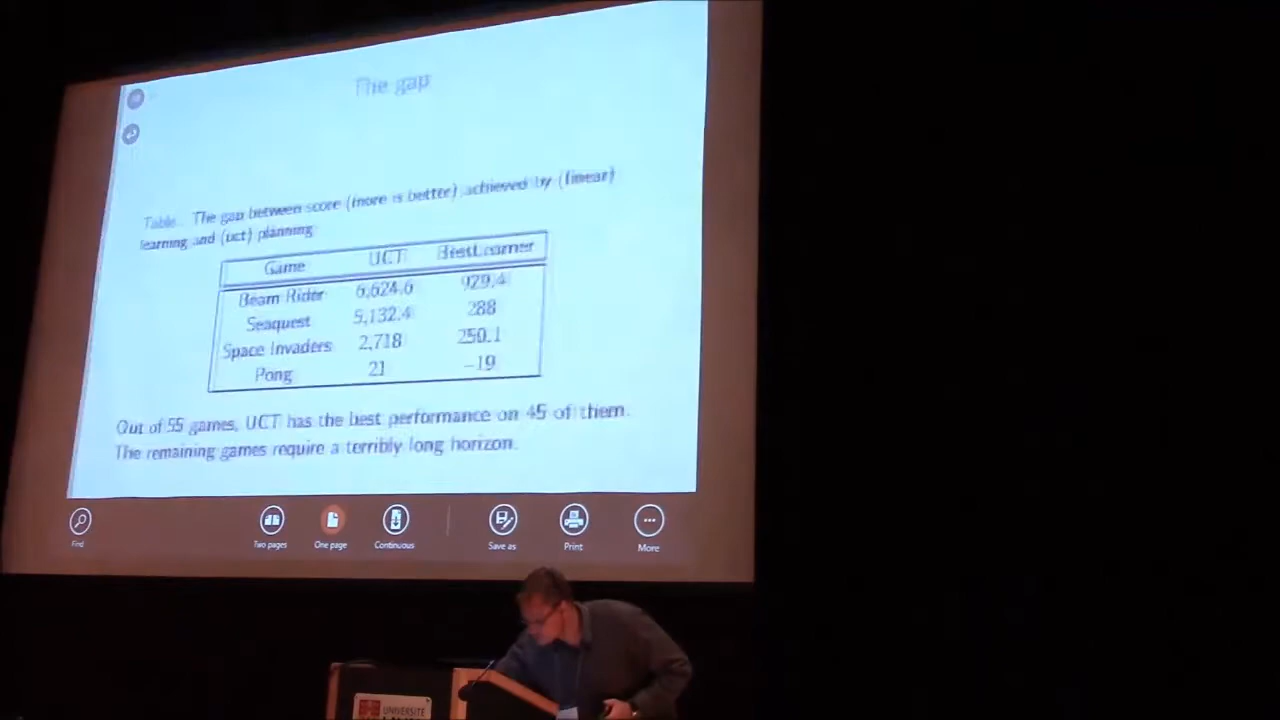 The gap
Table: The gap between score (more is better) achieved by (linear)
learning and (uct) planning
Game UCT BestLearner
Beam Rider 6,624.6 929.4
Seaquest 5,132.4 288
Space Invaders 2,718 250.1
Pong 21 −19
Out of 55 games, UCT has the best performance on 45 of them.
The remaining games require a terribly long horizon.
Find Two pages One page Continuous Save as Print More
UNIVERSITÉ